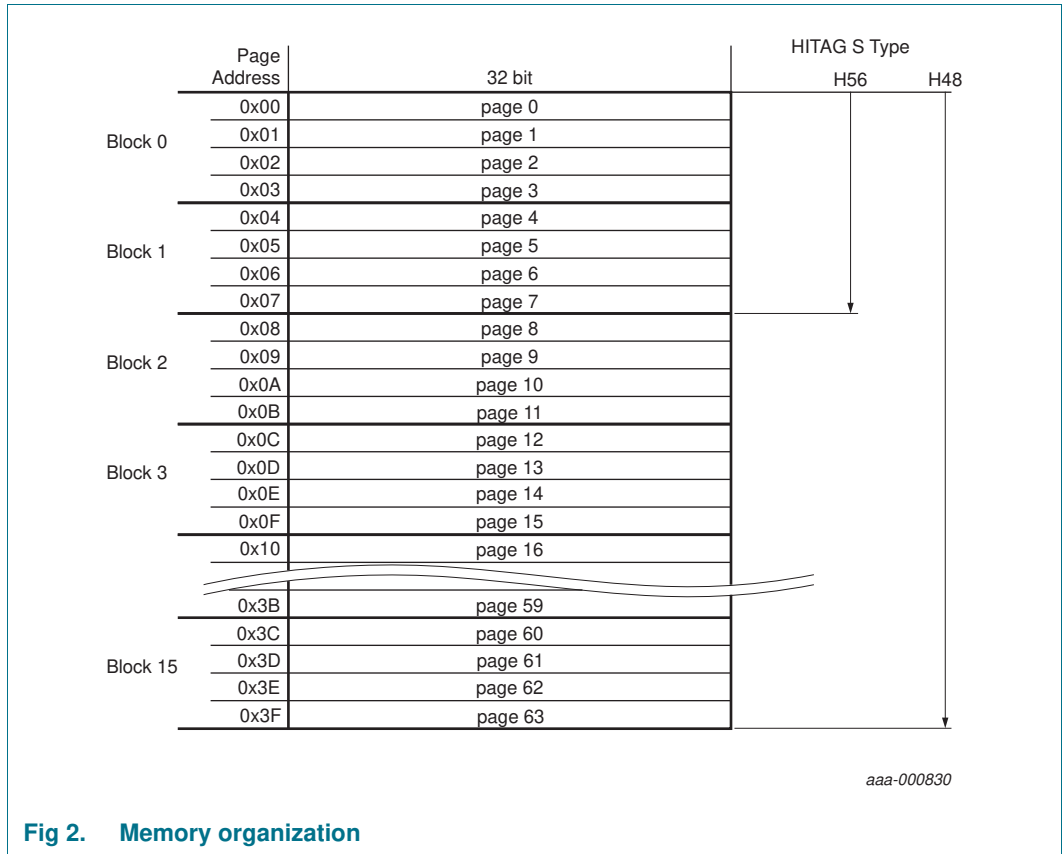 HITAG S Type
Page
Address 32 bit H56 H48
0x00 page 0
Block 0 0x01 page 1
0x02 page 2
0x03 page 3
0x04 page 4
Block 1 0x05 page 5
0x06 page 6
0x07 page 7
0x08 page 8
Block 2 0x09 page 9
0x0A page 10
0x0B page 11
0x0C page 12
Block 3 0x0D page 13
0x0E page 14
0x0F page 15
0x10 page 16
0x3B page 59
0x3C page 60
Block 15 0x3D page 61
0x3E page 62
0x3F page 63
aaa-000830
Fig 2. Memory organization